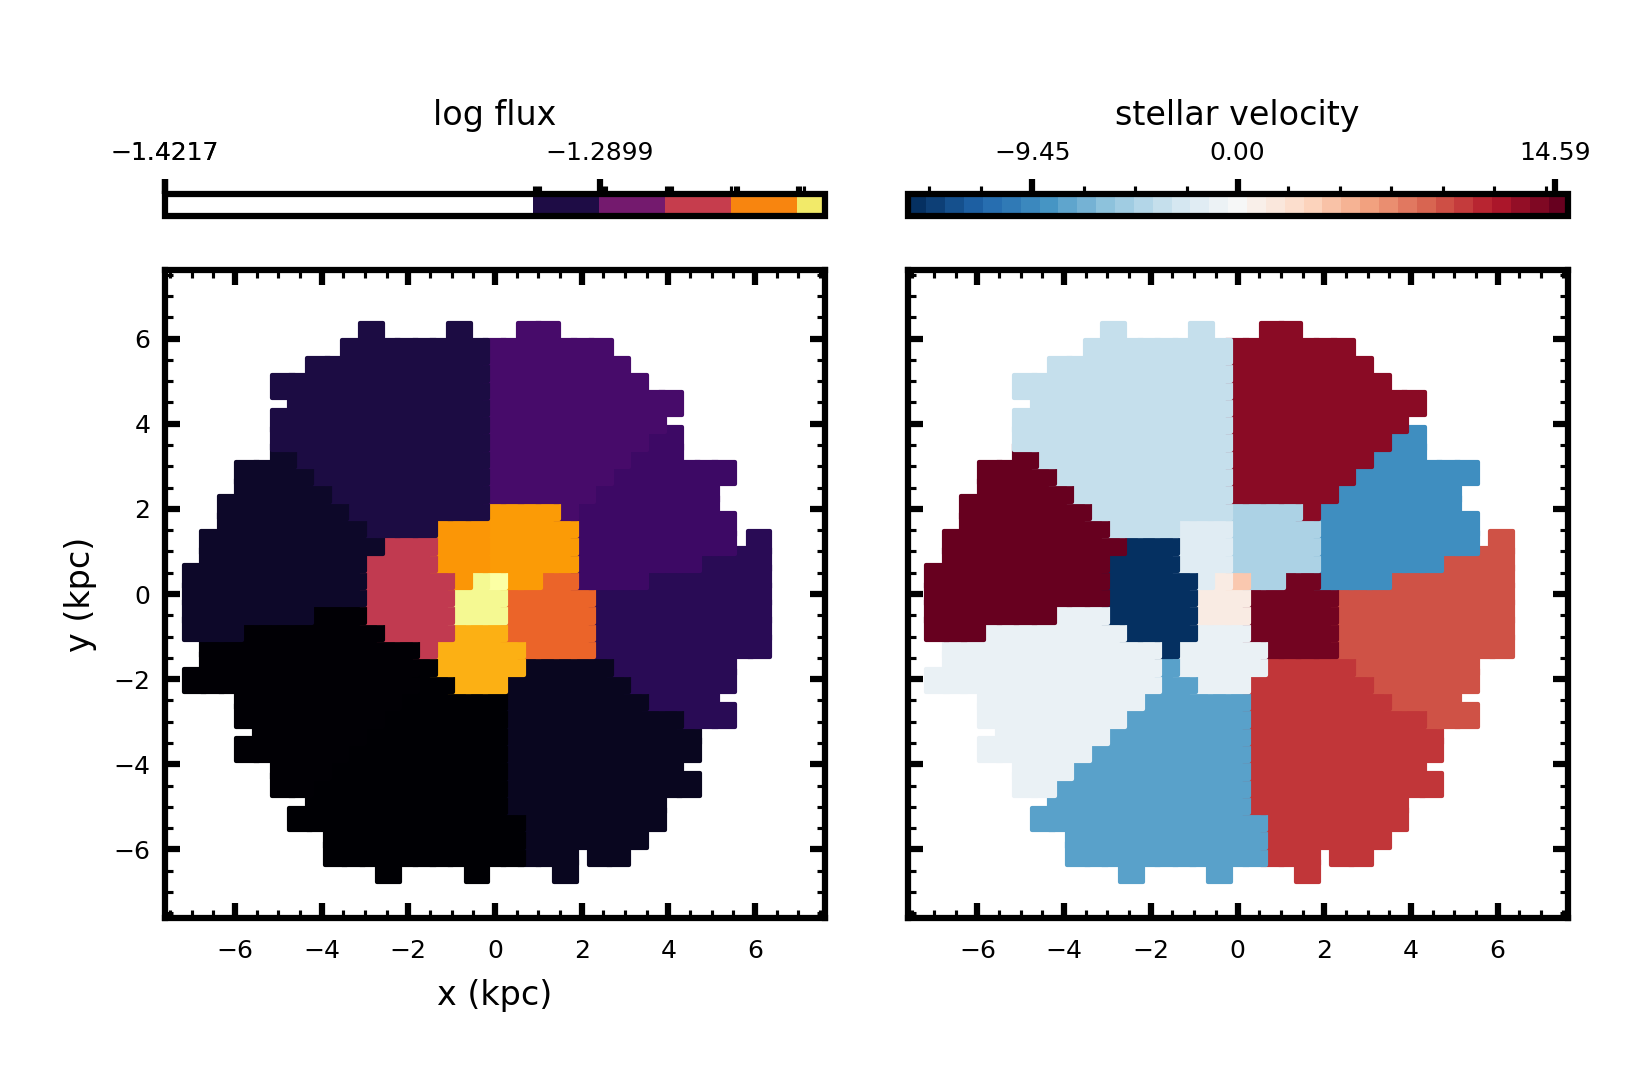 log flux
−1.4217 −1.2899
stellar velocity
−9.45 0.00 14.59
y (kpc)
6
4
2
0
−2
−4
−6
−6 −4 −2 0 2 4 6
x (kpc)
−6 −4 −2 0 2 4 6